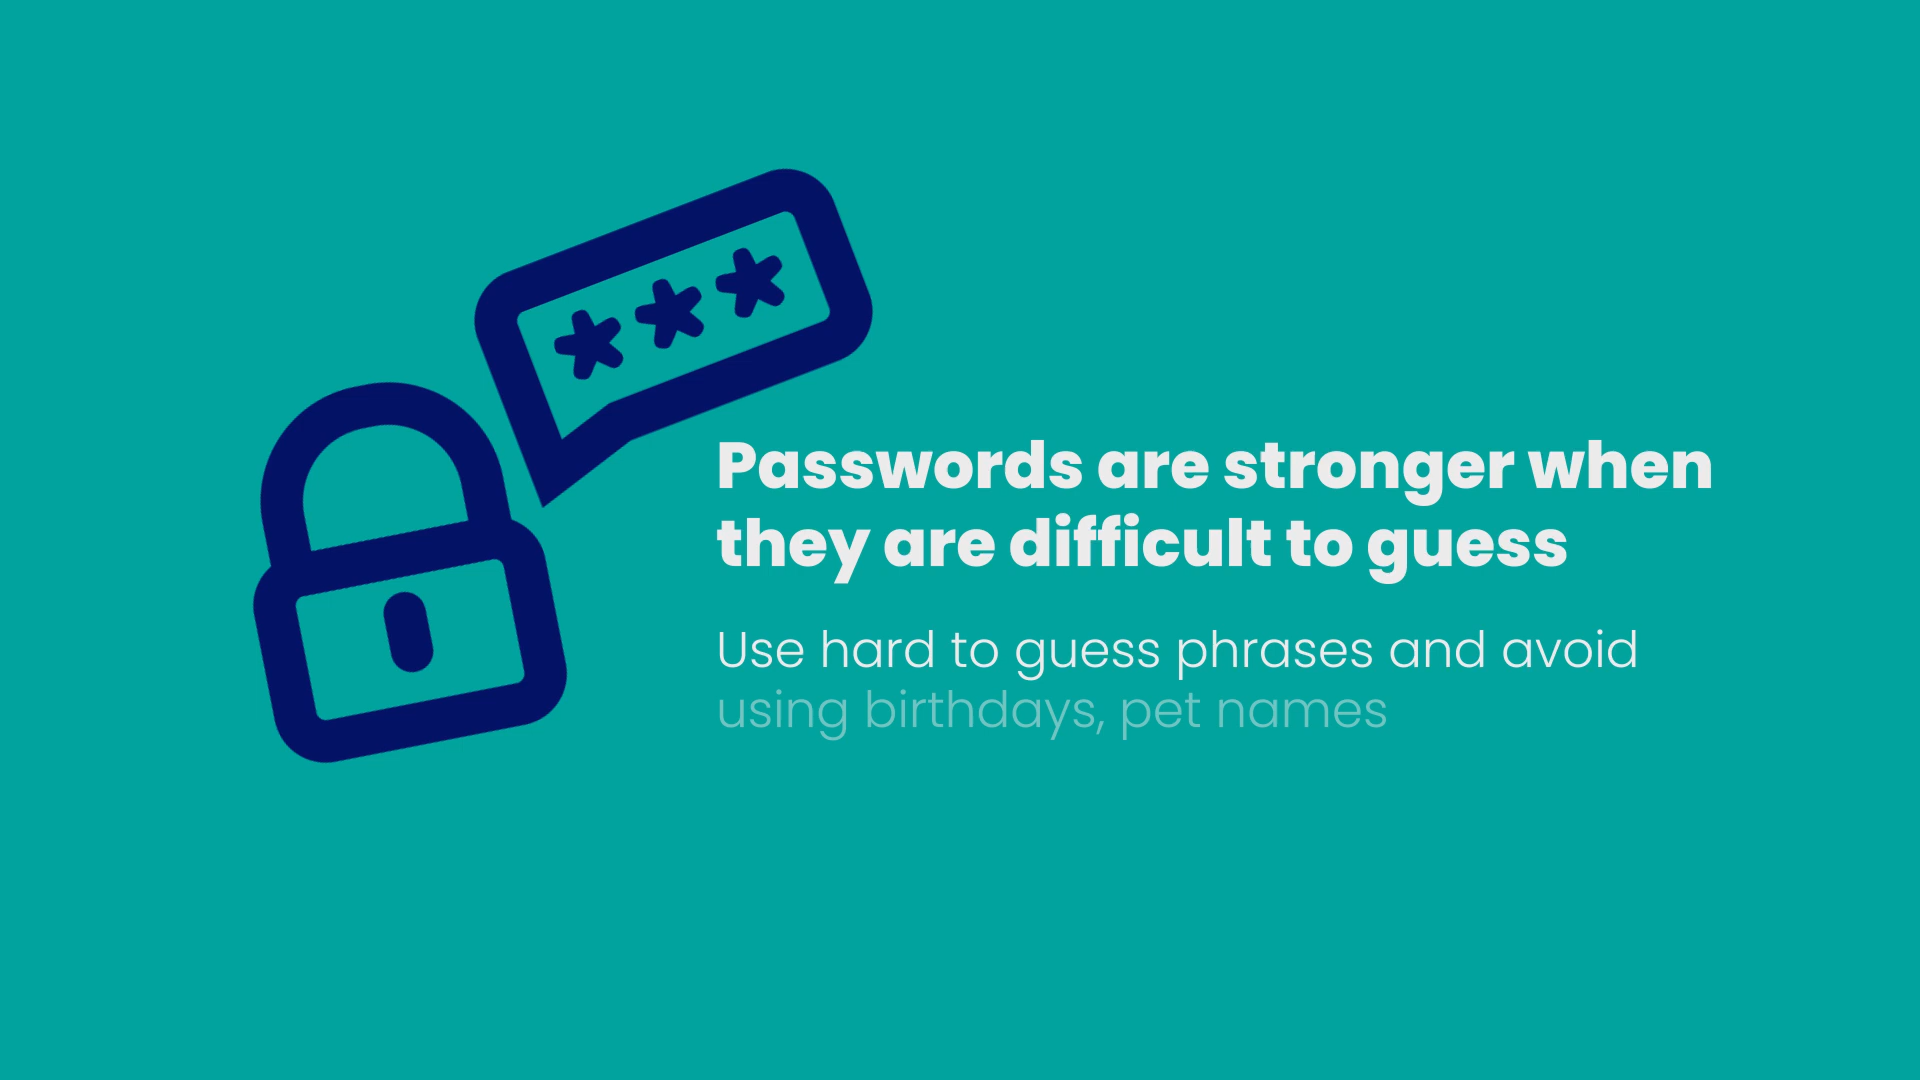 ***
Passwords are stronger when
they are difficult to guess
Use hard to guess phrases and avoid
using birthdays, pet names